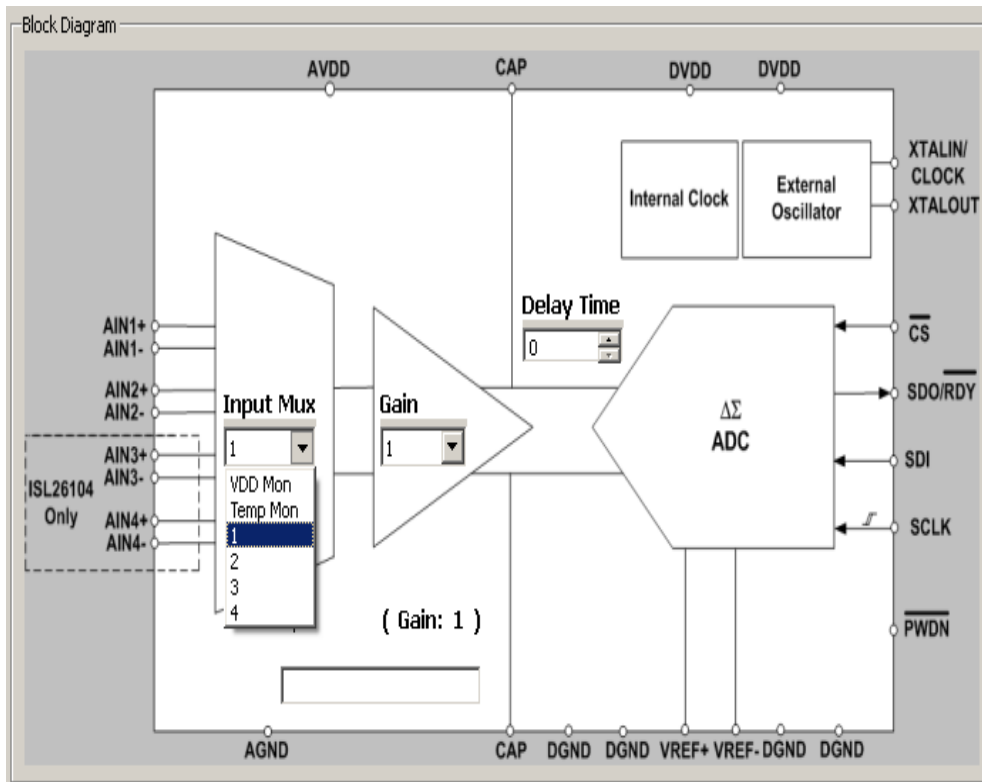 Block Diagram
AVDD
CAP
DVDD
DVDD
XTALIN/
CLOCK
XTALOUT
Internal Clock
External
Oscillator
Delay Time
0
AIN1+
AIN1-
AIN2+
AIN2-
AIN3+
AIN3-
AIN4+
AIN4-
ISL26104
Only
Input Mux
1
VDD Mon
Temp Mon
1
2
3
4
Gain
1
( Gain: 1 )
ΔΣ
ADC
CS
SDO/RDY
SDI
SCLK
PWDN
AGND
CAP
DGND
DGND
VREF+
VREF-
DGND
DGND